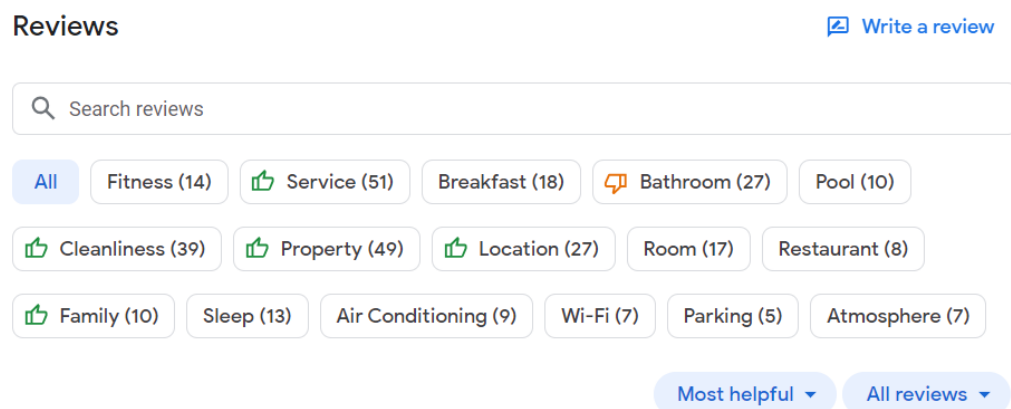 Reviews Write a review
Search reviews
All Fitness (14) Service (51) Breakfast (18) Bathroom (27) Pool (10)
Cleanliness (39) Property (49) Location (27) Room (17) Restaurant (8)
Family (10) Sleep (13) Air Conditioning (9) Wi-Fi (7) Parking (5) Atmosphere (7)
Most helpful All reviews